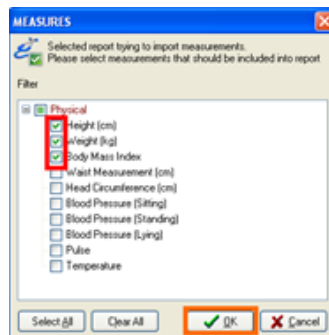 MEASURES
Selected report trying to import measurements.
Please select measurements that should be included into report
Filter
Physical
Height (cm)
Weight (kg)
Body Mass Index
Waist Measurement (cm)
Head Circumference (cm)
Blood Pressure (Sitting)
Blood Pressure (Standing)
Blood Pressure (Lying)
Pulse
Temperature
Select All Clear All OK Cancel